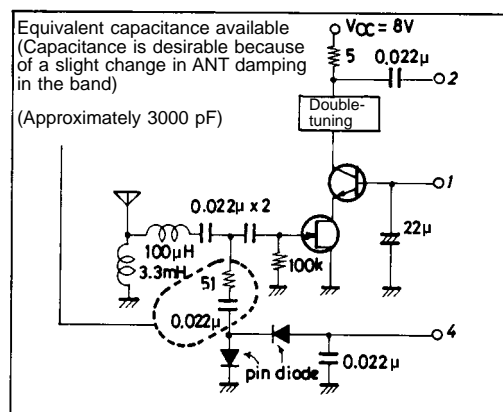 Equivalent capacitance available
(Capacitance is desirable because
of a slight change in ANT damping
in the band)
(Approximately 3000 pF)
VCC = 8V
5
0.022μ
2
Double-
tuning
1
0.022μ x 2
22μ
100μH
3.3mH
100k
51
0.022μ
4
pin diode
0.022μ